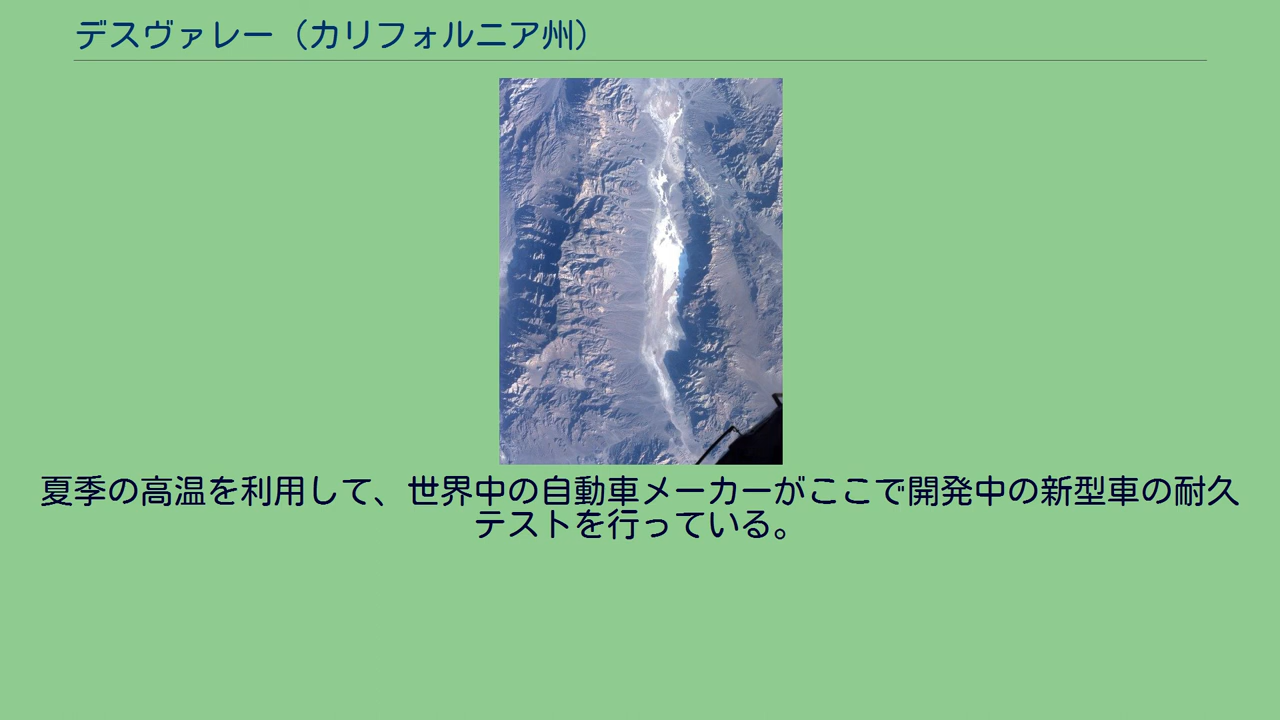 デスヴァレー（カリフォルニア州）
夏季の高温を利用して、世界中の自動車メーカーがここで開発中の新型車の耐久
テストを行っている。